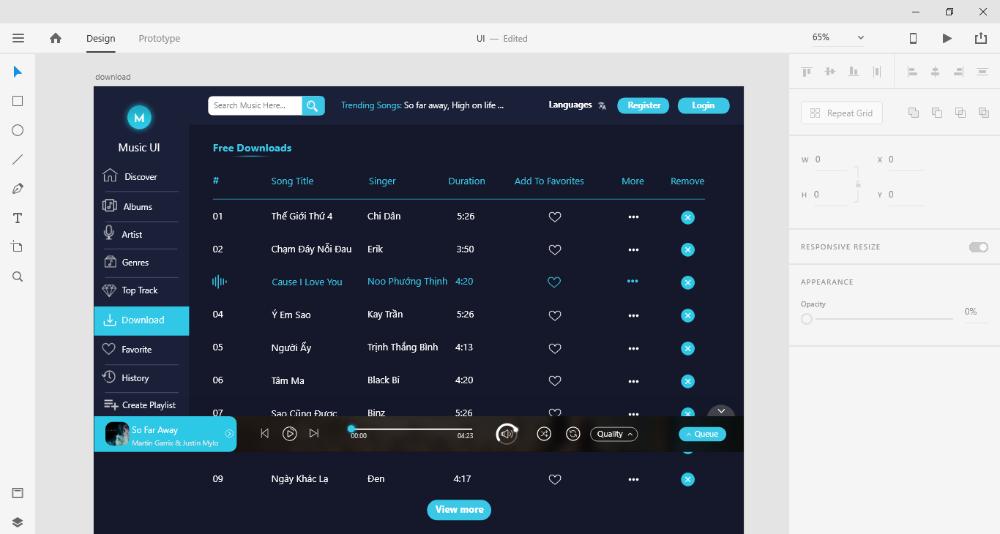 Design
Prototype
UI — Edited
65%
download
M
Music UI
Search Music Here...
Trending Songs: So far away, High on life ...
Languages
Register
Login
Discover
Albums
Artist
Genres
Top Track
Download
Favorite
History
Create Playlist
Free Downloads
# Song Title Singer Duration Add To Favorites More Remove
01 Thế Giới Thứ 4 Chi Dân 5:26
02 Chạm Đáy Nỗi Đau Erik 3:50
Cause I Love You Noo Phướng Thịnh 4:20
04 Ý Em Sao Kay Trần 5:26
05 Người Ấy Trịnh Thắng Bình 4:13
06 Tâm Ma Black Bi 4:20
07 Sao Cũng Được Binz 5:26
So Far Away
Martin Garrix & Justin Mylo
00:00
04:23
Quality
Queue
09 Ngày Khác Lạ Đen 4:17
View more
Repeat Grid
W 0 X 0
H 0 Y 0
RESPONSIVE RESIZE
APPEARANCE
Opacity
0%